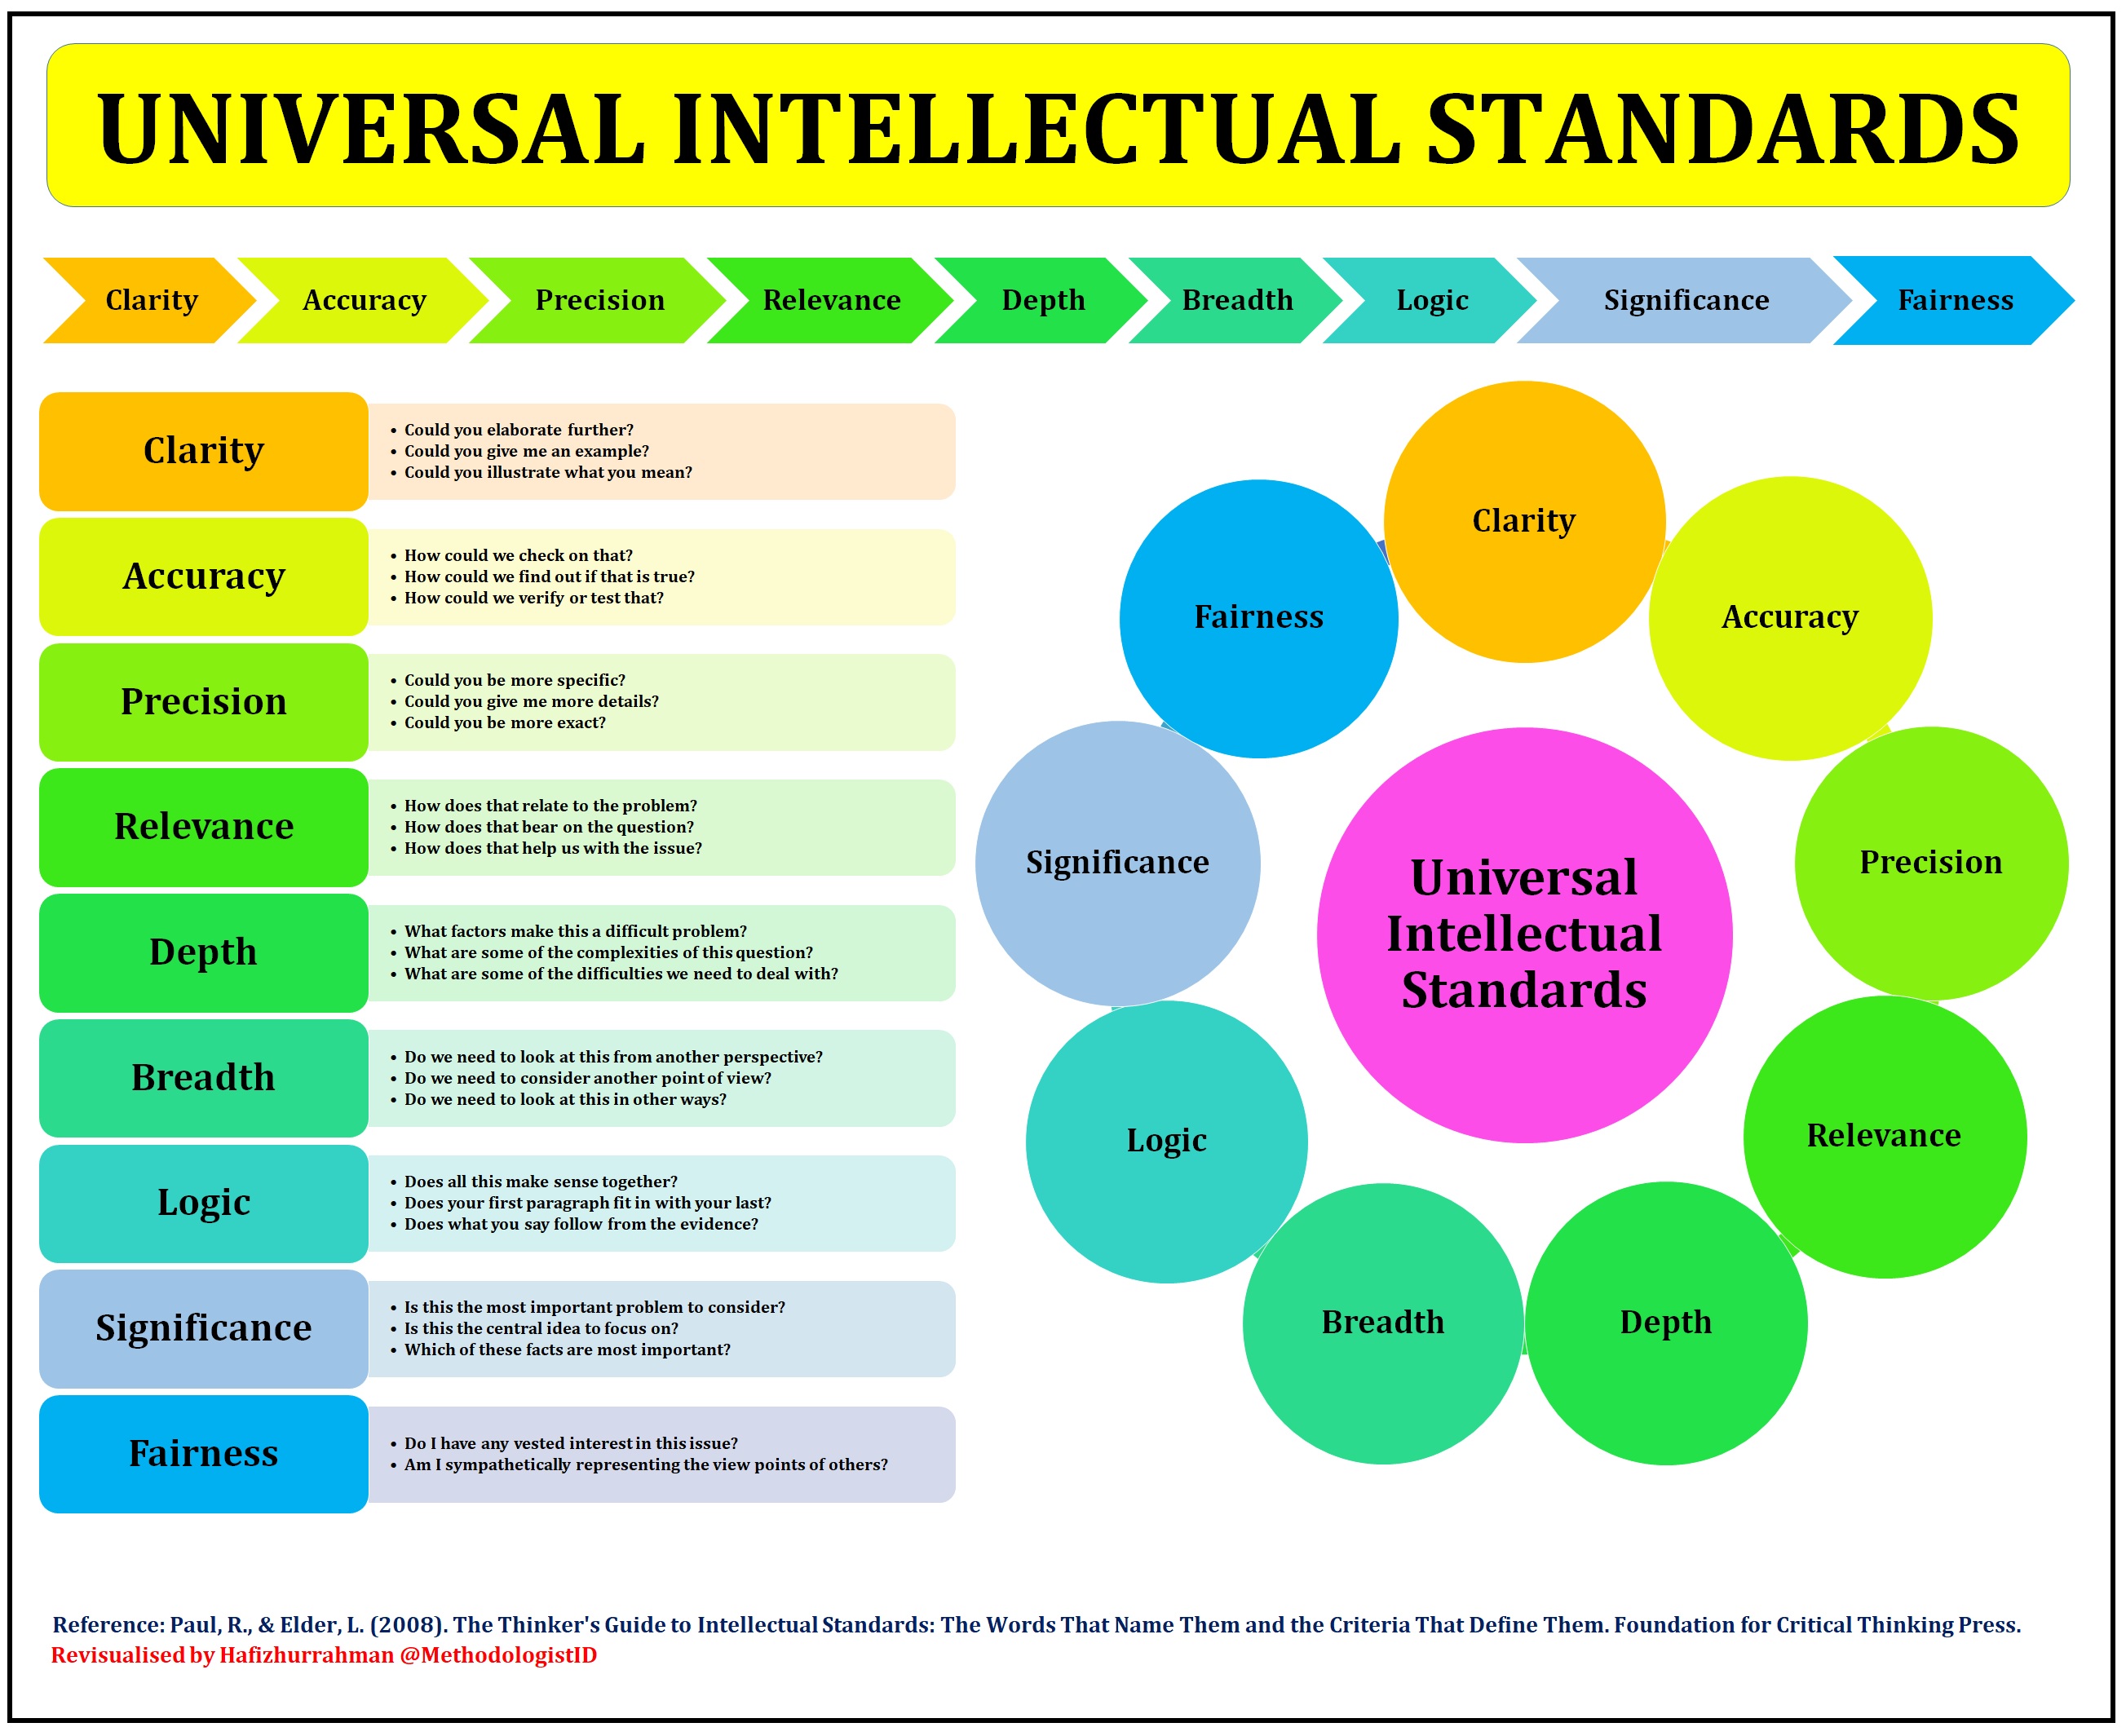 UNIVERSAL INTELLECTUAL STANDARDS
Clarity
Accuracy
Precision
Relevance
Depth
Breadth
Logic
Significance
Fairness
Clarity
• Could you elaborate further?
• Could you give me an example?
• Could you illustrate what you mean?
Accuracy
• How could we check on that?
• How could we find out if that is true?
• How could we verify or test that?
Precision
• Could you be more specific?
• Could you give me more details?
• Could you be more exact?
Relevance
• How does that relate to the problem?
• How does that bear on the question?
• How does that help us with the issue?
Depth
• What factors make this a difficult problem?
• What are some of the complexities of this question?
• What are some of the difficulties we need to deal with?
Breadth
• Do we need to look at this from another perspective?
• Do we need to consider another point of view?
• Do we need to look at this in other ways?
Logic
• Does all this make sense together?
• Does your first paragraph fit in with your last?
• Does what you say follow from the evidence?
Significance
• Is this the most important problem to consider?
• Is this the central idea to focus on?
• Which of these facts are most important?
Fairness
• Do I have any vested interest in this issue?
• Am I sympathetically representing the view points of others?
Universal
Intellectual
Standards
Clarity
Accuracy
Precision
Relevance
Depth
Breadth
Logic
Significance
Fairness
Reference: Paul, R., & Elder, L. (2008). The Thinker's Guide to Intellectual Standards: The Words That Name Them and the Criteria That Define Them. Foundation for Critical Thinking Press.
Revisualised by Hafizhurrahman @MethodologistID